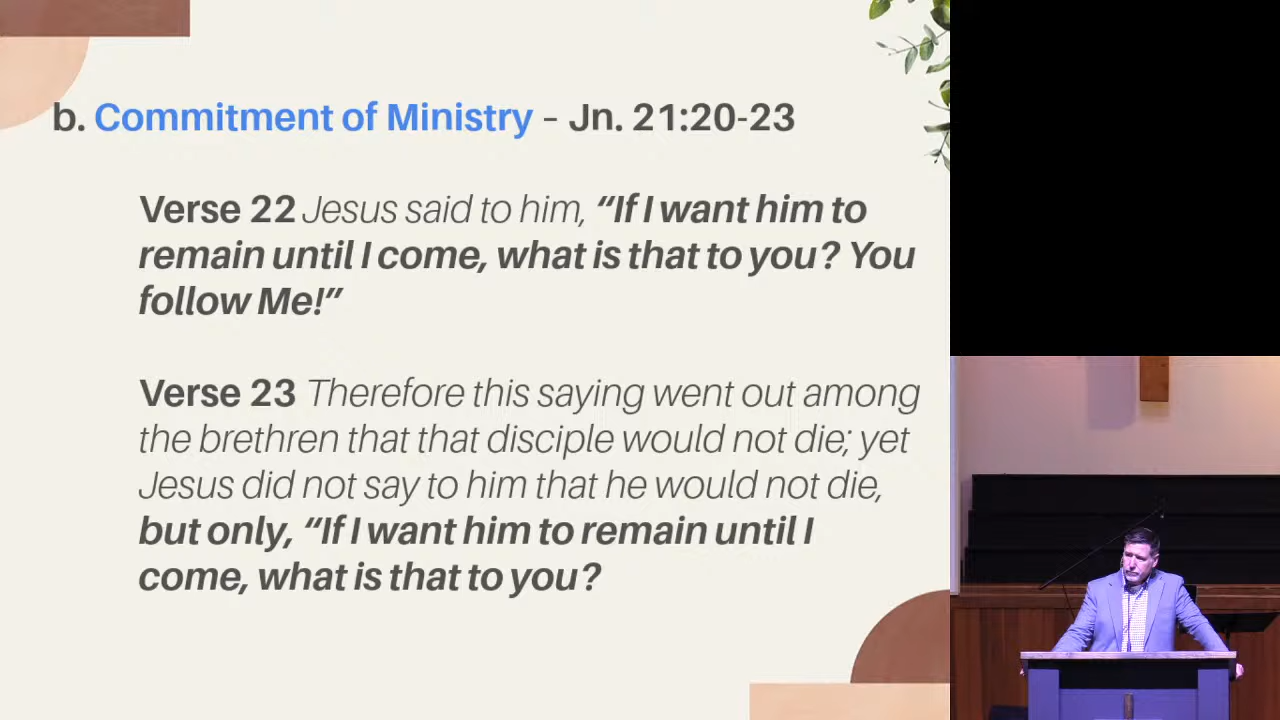 b. Commitment of Ministry – Jn. 21:20-23
Verse 22 Jesus said to him, “If I want him to
remain until I come, what is that to you? You
follow Me!”
Verse 23 Therefore this saying went out among
the brethren that that disciple would not die; yet
Jesus did not say to him that he would not die,
but only, “If I want him to remain until I
come, what is that to you?